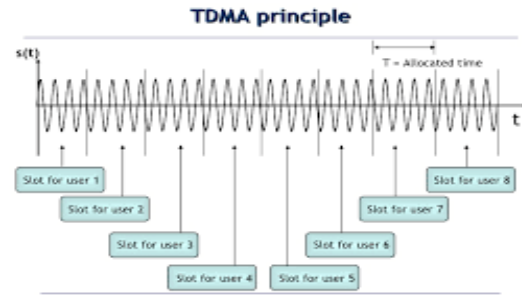 TDMA principle
s(t)
T = Allocated time
t
Slot for user 1
Slot for user 2
Slot for user 3
Slot for user 4
Slot for user 5
Slot for user 6
Slot for user 7
Slot for user 8